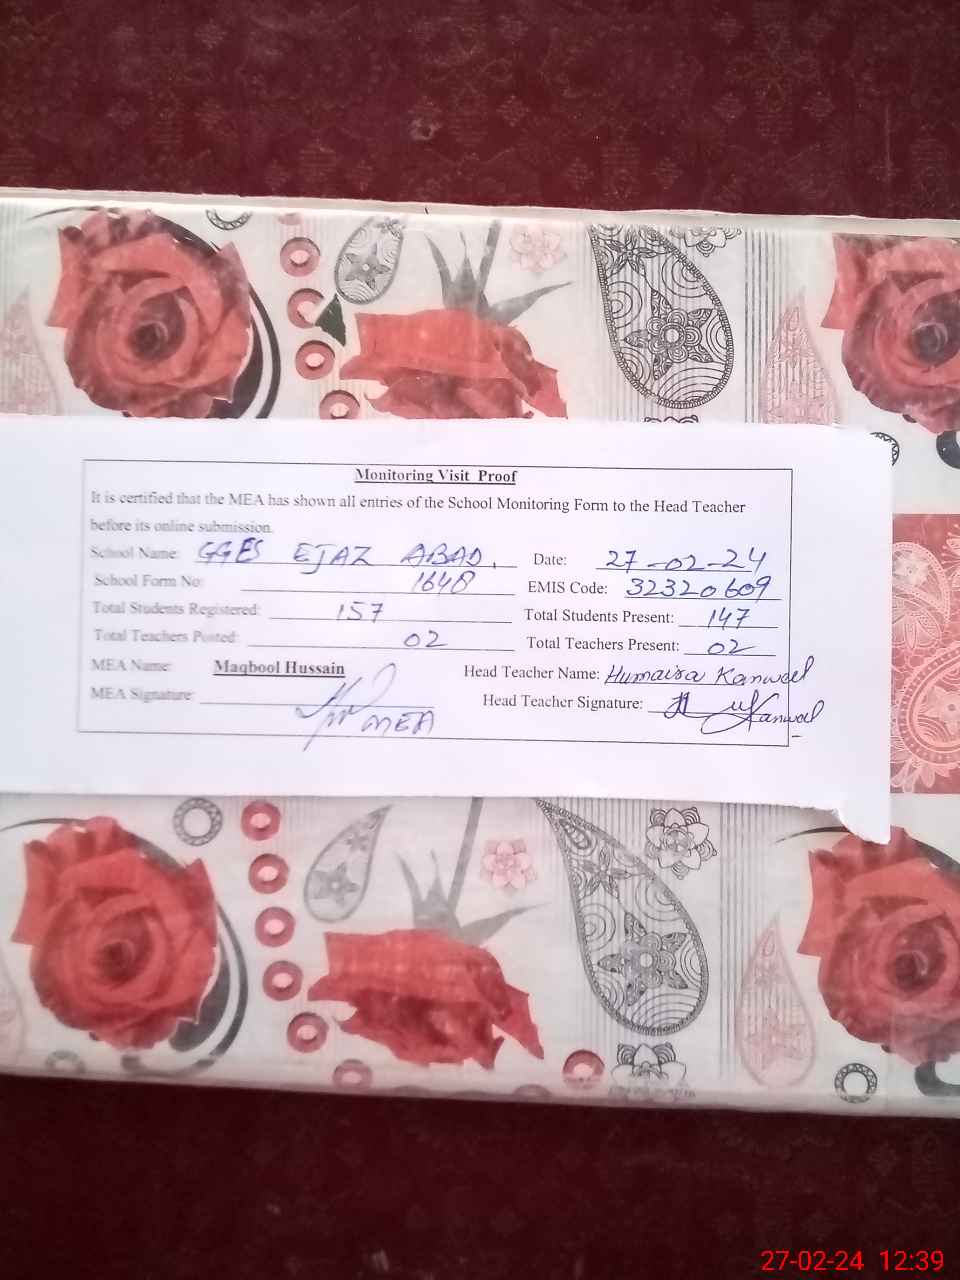 Monitoring Visit Proof
It is certified that the MEA has shown all entries of the School Monitoring Form to the Head Teacher
before its online submission.
School Name: GGES EJAZ ABAD, Date: 27-02-24
School Form No: 1648 EMIS Code: 32320609
Total Students Registered: 157 Total Students Present: 147
Total Teachers Posted: 02 Total Teachers Present: 02
MEA Name: Maqbool Hussain Head Teacher Name: Humaira Kanwal
MEA Signature: MEA Head Teacher Signature: Kanwal
27-02-24 12:39